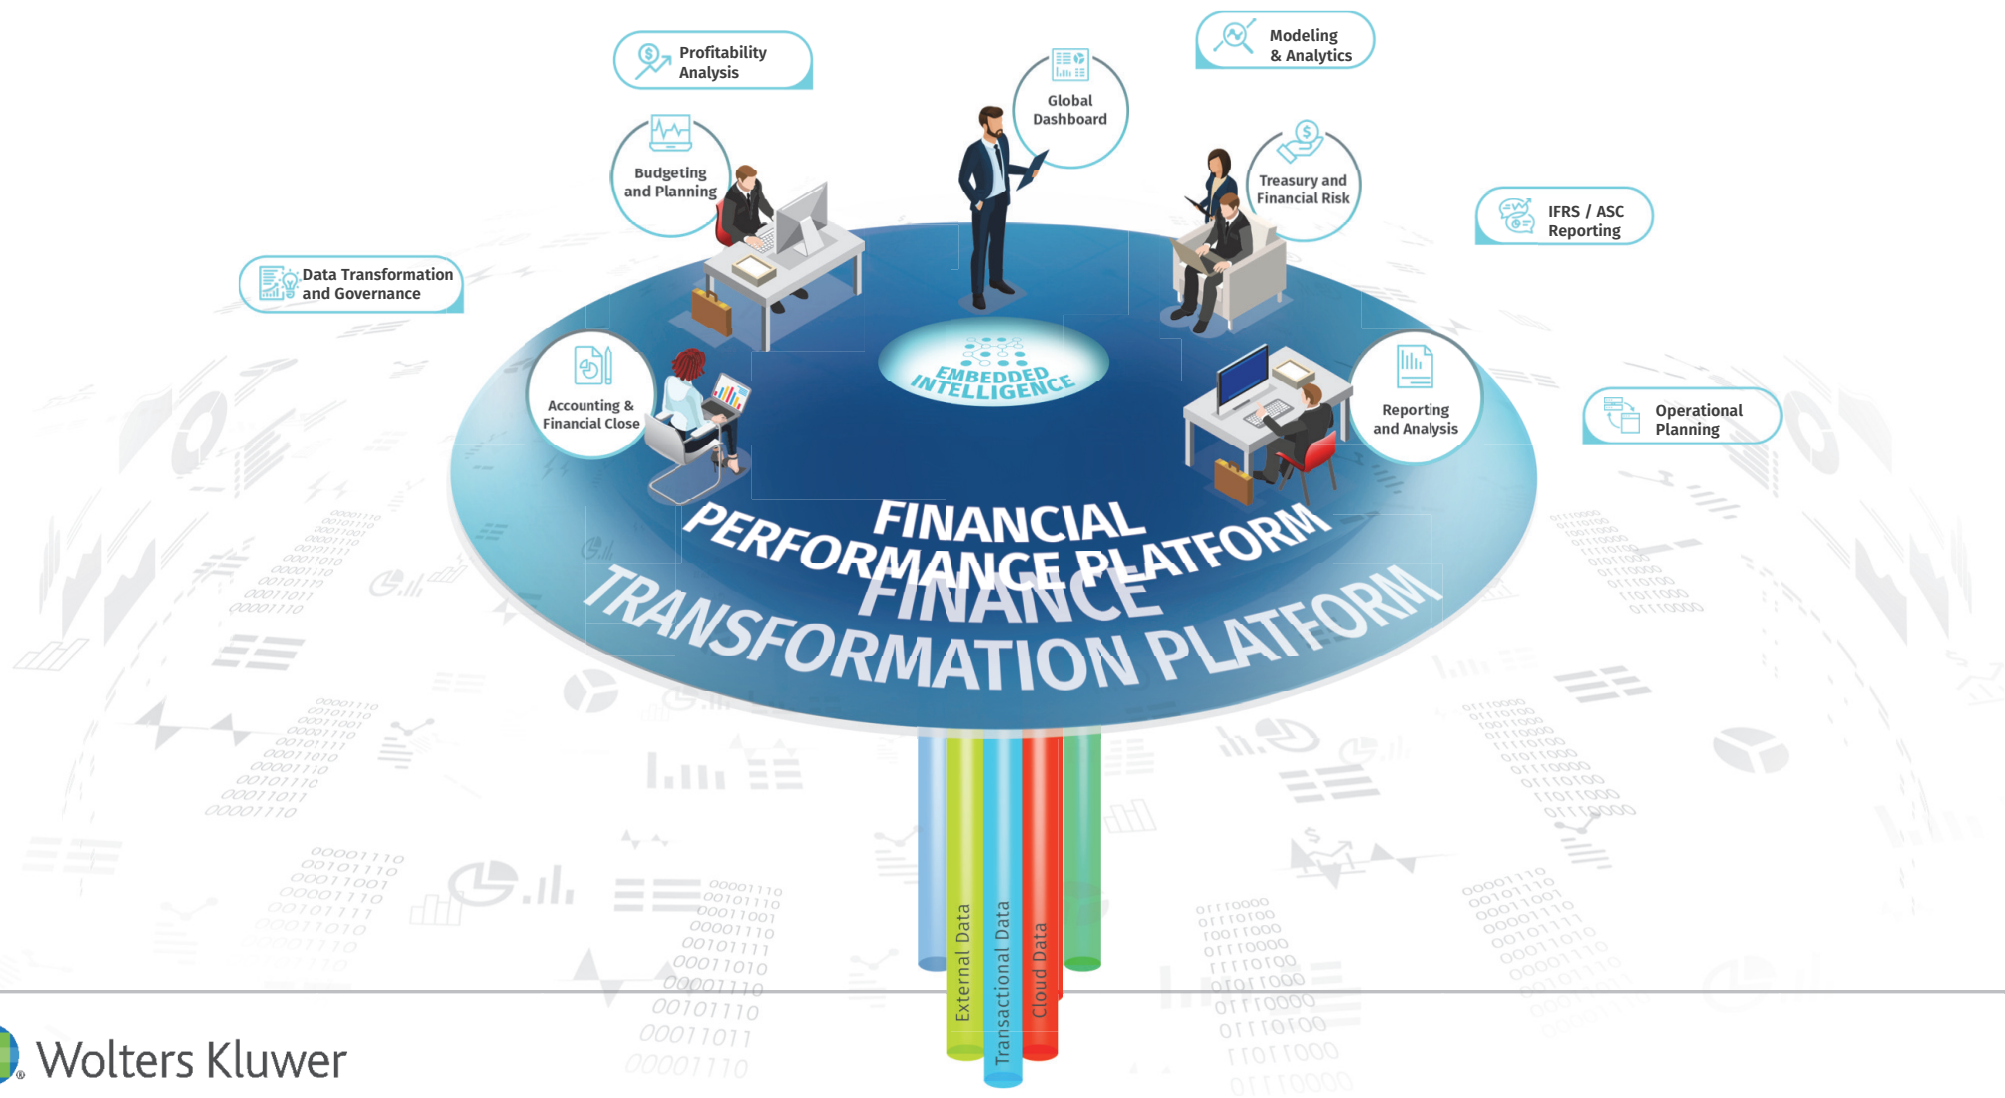 Profitability
Analysis
Modeling
& Analytics
Global
Dashboard
Budgeting
and Planning
Treasury and
Financial Risk
IFRS / ASC
Reporting
Data Transformation
and Governance
EMBEDDED
INTELLIGENCE
Accounting &
Financial Close
Reporting
and Analysis
Operational
Planning
FINANCIAL
PERFORMANCE PLATFORM
FINANCE
TRANSFORMATION PLATFORM
External Data
Transactional Data
Cloud Data
Wolters Kluwer